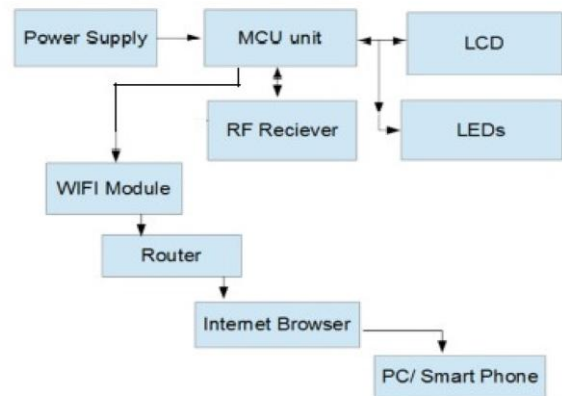 Power Supply
MCU unit
LCD
RF Reciever
LEDs
WIFI Module
Router
Internet Browser
PC/ Smart Phone